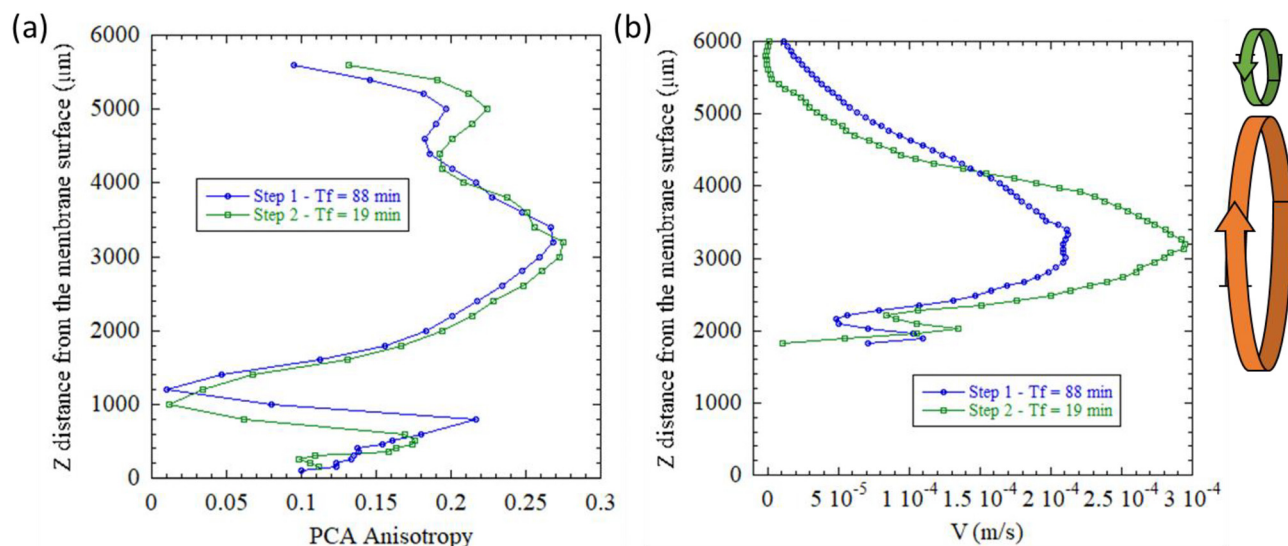 (a)
Z distance from the membrane surface (μm)
6000
5000
4000
3000
2000
1000
0
Step 1 - Tf = 88 min
Step 2 - Tf = 19 min
0 0.05 0.1 0.15 0.2 0.25 0.3
PCA Anisotropy
(b)
Z distance from the membrane surface (μm)
6000
5000
4000
3000
2000
1000
0
Step 1 - Tf = 88 min
Step 2 - Tf = 19 min
0 5 10⁻⁵ 1 10⁻⁴ 1.5 10⁻⁴ 2 10⁻⁴ 2.5 10⁻⁴ 3 10⁻⁴
V (m/s)